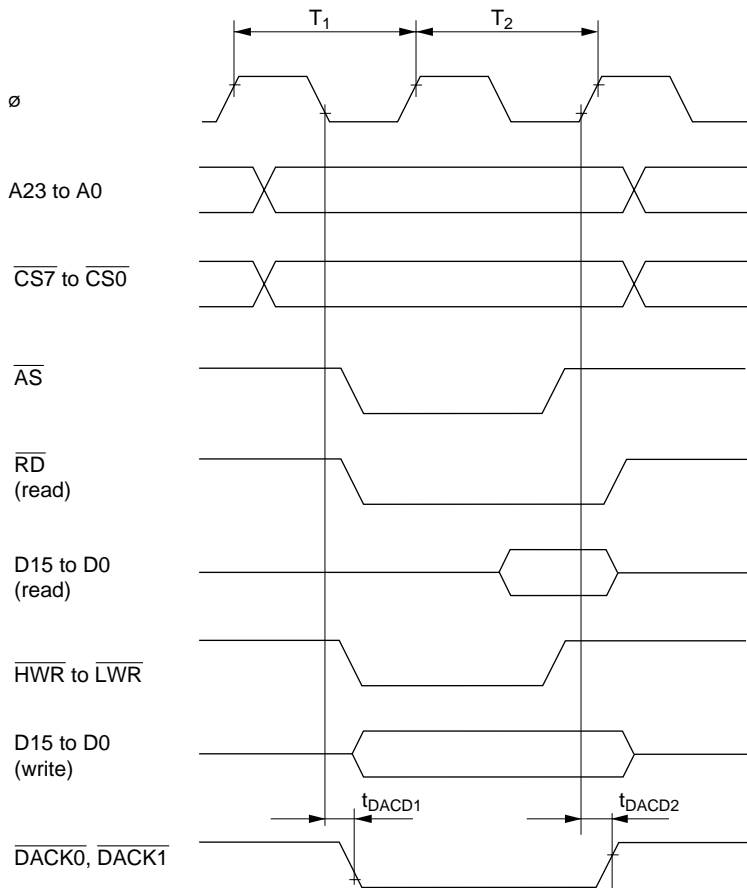 T1
T2
ø
A23 to A0
CS7 to CS0
AS
RD
(read)
D15 to D0
(read)
HWR to LWR
D15 to D0
(write)
tDACD1
tDACD2
DACK0, DACK1